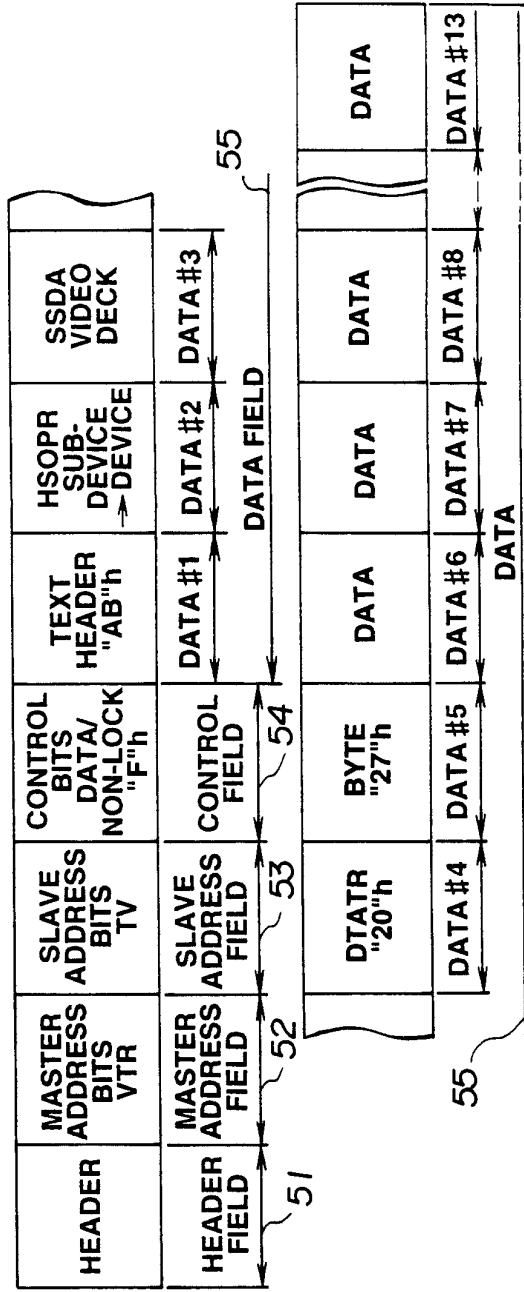 HEADER
MASTER
ADDRESS
BITS
VTR
SLAVE
ADDRESS
BITS
TV
CONTROL
BITS
DATA/
NON-LOCK
"F"h
TEXT
HEADER
"AB"h
HSOPR
SUB-
DEVICE
→DEVICE
SSDA
VIDEO
DECK
HEADER
FIELD
MASTER
ADDRESS
FIELD
SLAVE
ADDRESS
FIELD
CONTROL
FIELD
DATA#1
DATA#2
DATA#3
51
52
53
54
DATA FIELD
55
DTATR
"20"h
BYTE
"27"h
DATA
DATA
DATA
DATA
DATA#4
DATA#5
DATA#6
DATA#7
DATA#8
DATA#13
55
DATA